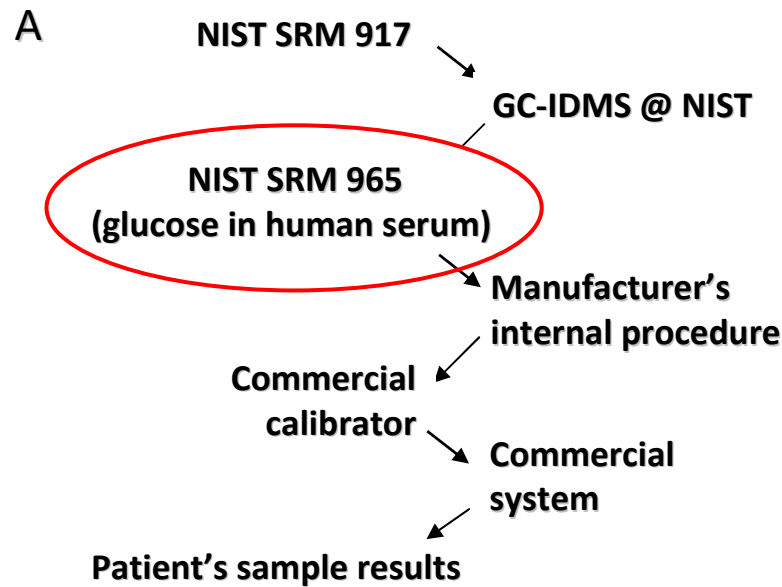 A
NIST SRM 917
GC-IDMS @ NIST
NIST SRM 965
(glucose in human serum)
Manufacturer’s
internal procedure
Commercial
calibrator
Commercial
system
Patient’s sample results